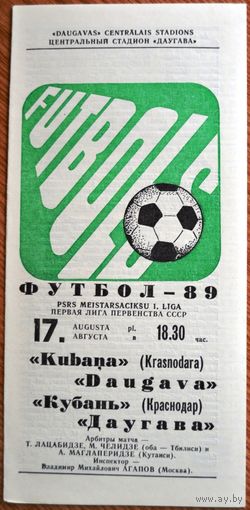 «DAUGAVAS» CENTRĀLAIS STADIONS
ЦЕНТРАЛЬНЫЙ СТАДИОН «ДАУГАВА»
FUTBOLS
ФУТБОЛ - 89
PSRS MEISTARSACĪKŠU 1. LĪGA
ПЕРВАЯ ЛИГА ПЕРВЕНСТВА СССР
17. AUGUSTĀ pl. 18.30
АВГУСТА в час.
«Kubaņa» (Krasnodara)
«Daugava»
«Кубань» (Краснодар)
«Даугава»
Арбитры матча —
Т. ЛАЦАБИДЗЕ, М. ЧЕЛИДЗЕ (оба — Тбилиси) и
А. МАГЛАПЕРИДЗЕ (Кутаиси).
Инспектор —
Владимир Михайлович АГАПОВ (Москва).
www.ay.by